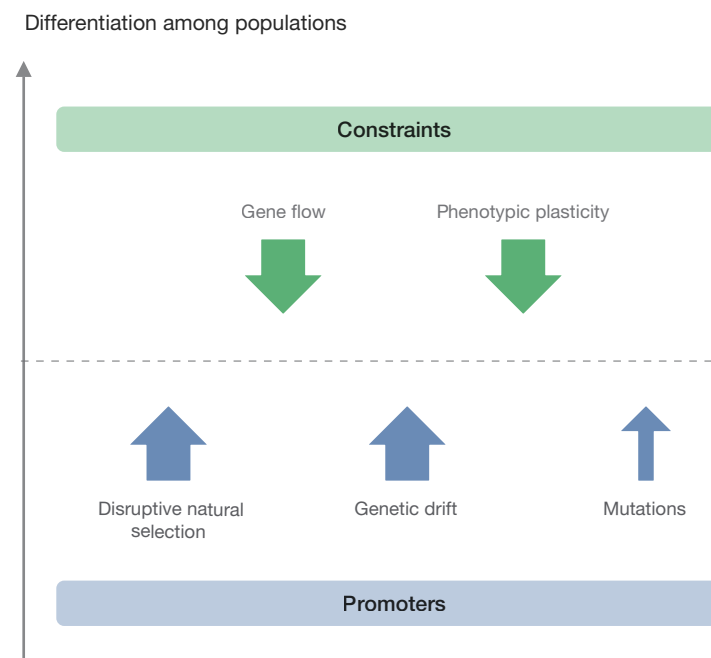 Differentiation among populations
Constraints
Gene flow
Phenotypic plasticity
Disruptive natural
selection
Genetic drift
Mutations
Promoters